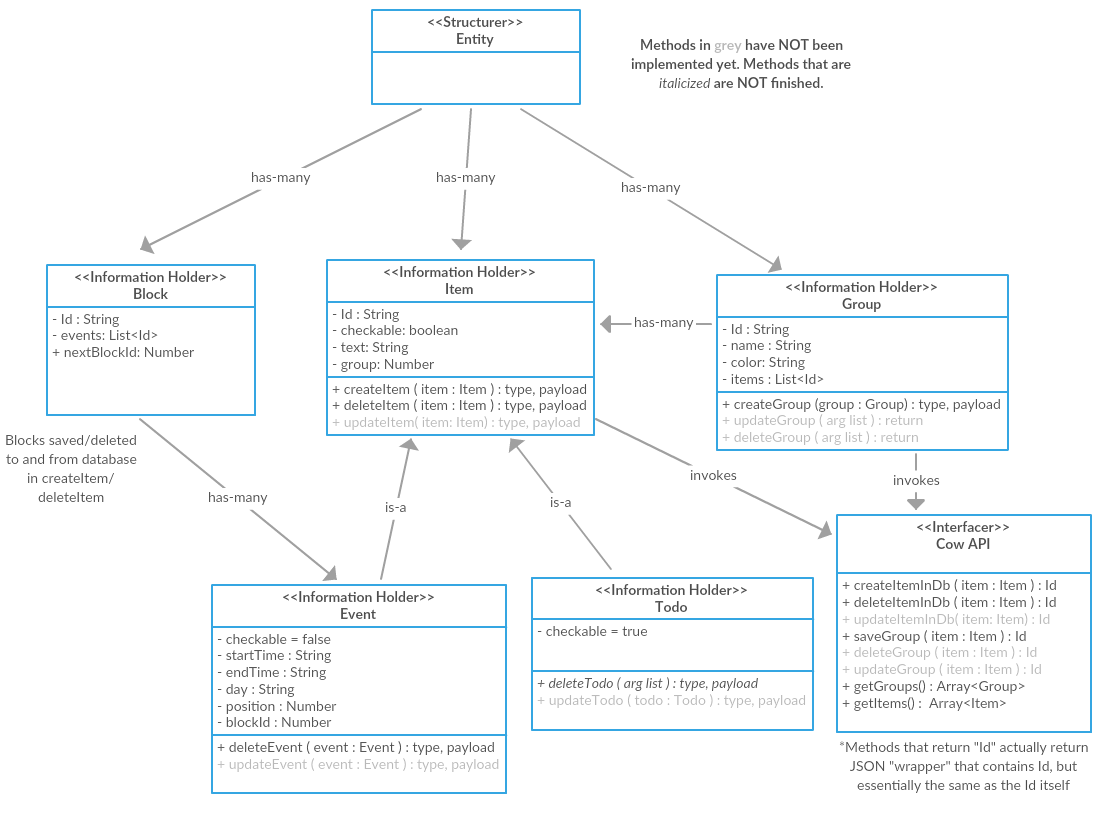 <<Structurer>>
Entity
Methods in grey have NOT been
implemented yet. Methods that are
italicized are NOT finished.
has-many
has-many
has-many
<<Information Holder>>
Block
- Id : String
- events: List<Id>
+ nextBlockId: Number
<<Information Holder>>
Item
- Id : String
- checkable: boolean
- text: String
- group: Number
+ createItem ( item : Item ) : type, payload
+ deleteItem ( item : Item ) : type, payload
+ updateItem( item: Item) : type, payload
has-many
<<Information Holder>>
Group
- Id : String
- name : String
- color: String
- items : List<Id>
+ createGroup (group : Group) : type, payload
+ updateGroup ( arg list ) : return
+ deleteGroup ( arg list ) : return
Blocks saved/deleted
to and from database
in createItem/
deleteItem
has-many
is-a
is-a
invokes
invokes
<<Information Holder>>
Event
- checkable = false
- startTime : String
- endTime : String
- day : String
- position : Number
- blockId : Number
+ deleteEvent ( event : Event ) : type, payload
+ updateEvent ( event : Event ) : type, payload
<<Information Holder>>
Todo
- checkable = true
+ deleteTodo ( arg list ) : type, payload
+ updateTodo ( todo : Todo ) : type, payload
<<Interfacer>>
Cow API
+ createItemInDb ( item : Item ) : Id
+ deleteItemInDb ( item : Item ) : Id
+ updateItemInDb( item: Item) : Id
+ saveGroup ( item : Item ) : Id
+ deleteGroup ( item : Item ) : Id
+ updateGroup ( item : Item ) : Id
+ getGroups() : Array<Group>
+ getItems() : Array<Item>
*Methods that return "Id" actually return
JSON "wrapper" that contains Id, but
essentially the same as the Id itself